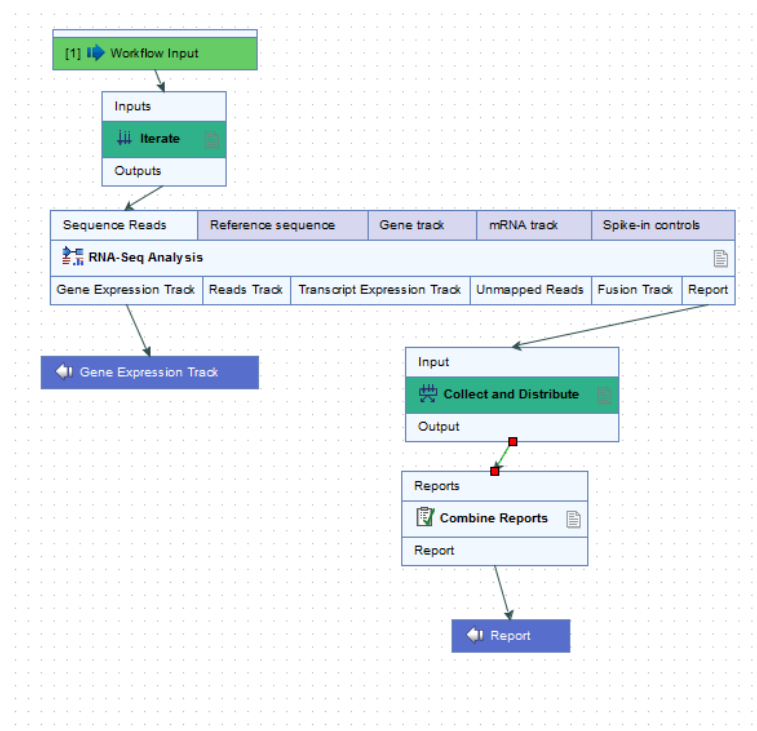 [1] Workflow Input
Inputs
Iterate
Outputs
Sequence Reads Reference sequence Gene track mRNA track Spike-in controls
RNA-Seq Analysis
Gene Expression Track Reads Track Transcript Expression Track Unmapped Reads Fusion Track Report
Gene Expression Track
Input
Collect and Distribute
Output
Reports
Combine Reports
Report
Report